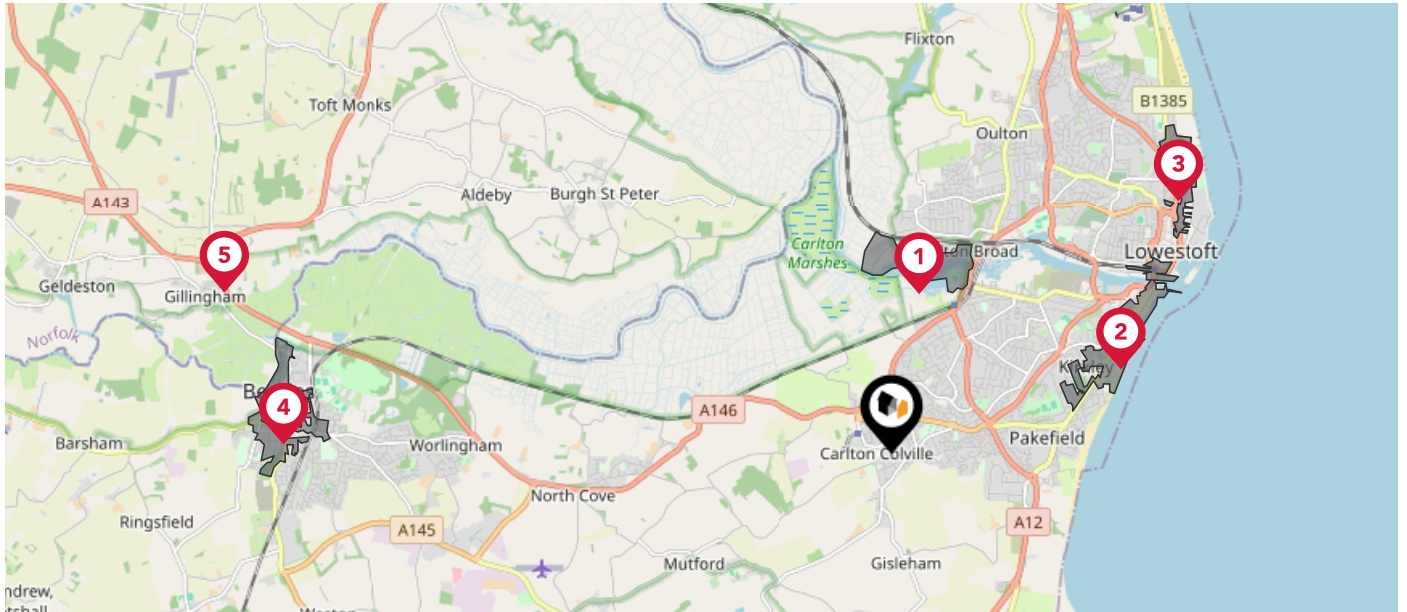 Flixton
B1385
Toft Monks
Oulton
3
Aldeby
Burgh St Peter
A143
Carlton
Marshes
1
Broad
Lowestoft
5
Geldeston
Gillingham
Norfolk
2
4
A146
Barsham
Worlingham
Carlton Colville
Pakefield
North Cove
Ringsfield
A145
A12
Mutford
Gisleham